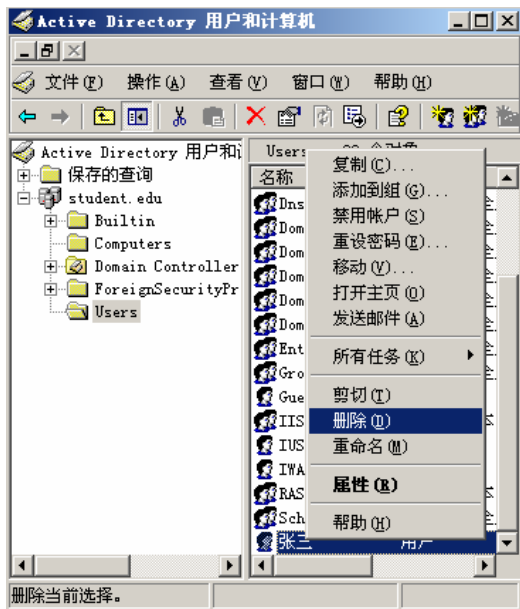 Active Directory 用户和计算机
文件(F) 操作(A) 查看(V) 窗口(W) 帮助(H)
Active Directory 用户和计
保存的查询
student.edu
Builtin
Computers
Domain Controller
ForeignSecurityPr
Users
Users
名称
Dns
Dom
Dom
Dom
Dom
Dom
Ent
Gro
Gue
IIS
IUS
IWA
RAS
Sch
张三 用户
复制(C)...
添加到组(G)...
禁用帐户(S)
重设密码(E)...
移动(V)...
打开主页(O)
发送邮件(A)
所有任务(K)
剪切(T)
删除(D)
重命名(M)
属性(R)
帮助(H)
删除当前选择。